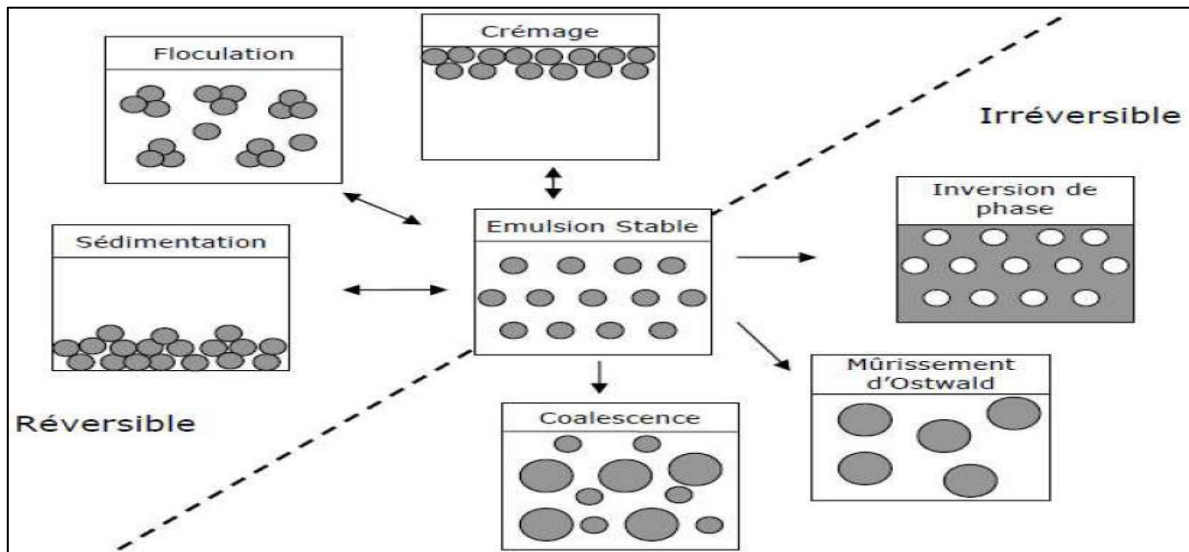 Crémage
Floculation
Irréversible
Inversion de
phase
Emulsion Stable
Sédimentation
Mûrissement
d'Ostwald
Coalescence
Réversible